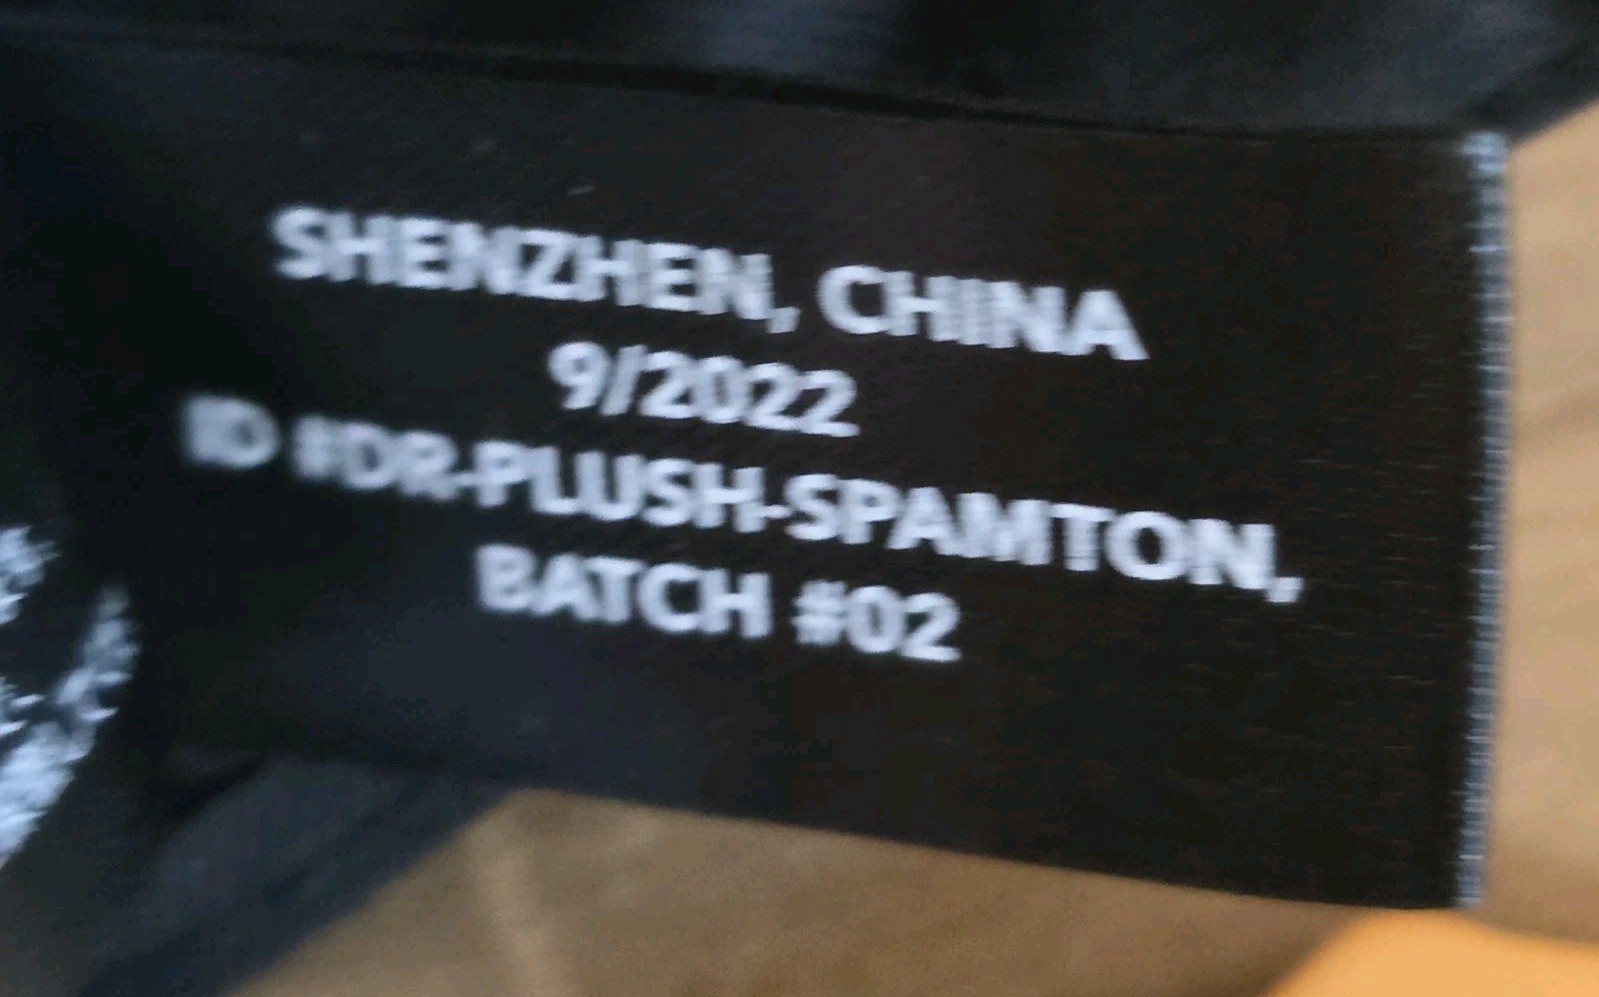 SHENZHEN, CHINA
9/2022
ID #DR-PLUSH-SPAMTON,
BATCH #02